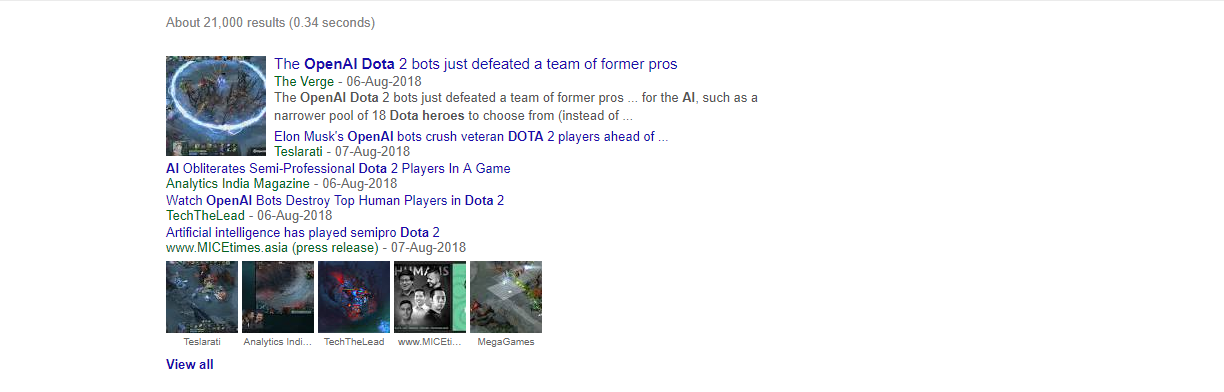 About 21,000 results (0.34 seconds)
The OpenAI Dota 2 bots just defeated a team of former pros
The Verge - 06-Aug-2018
The OpenAI Dota 2 bots just defeated a team of former pros ... for the AI, such as a
narrower pool of 18 Dota heroes to choose from (instead of ...
Elon Musk's OpenAI bots crush veteran DOTA 2 players ahead of ...
Teslarati - 07-Aug-2018
AI Obliterates Semi-Professional Dota 2 Players In A Game
Analytics India Magazine - 06-Aug-2018
Watch OpenAI Bots Destroy Top Human Players in Dota 2
TechTheLead - 06-Aug-2018
Artificial intelligence has played semipro Dota 2
www.MICEtimes.asia (press release) - 07-Aug-2018
HUMANS
Teslarati Analytics Indi... TechTheLead www.MICEti... MegaGames
View all